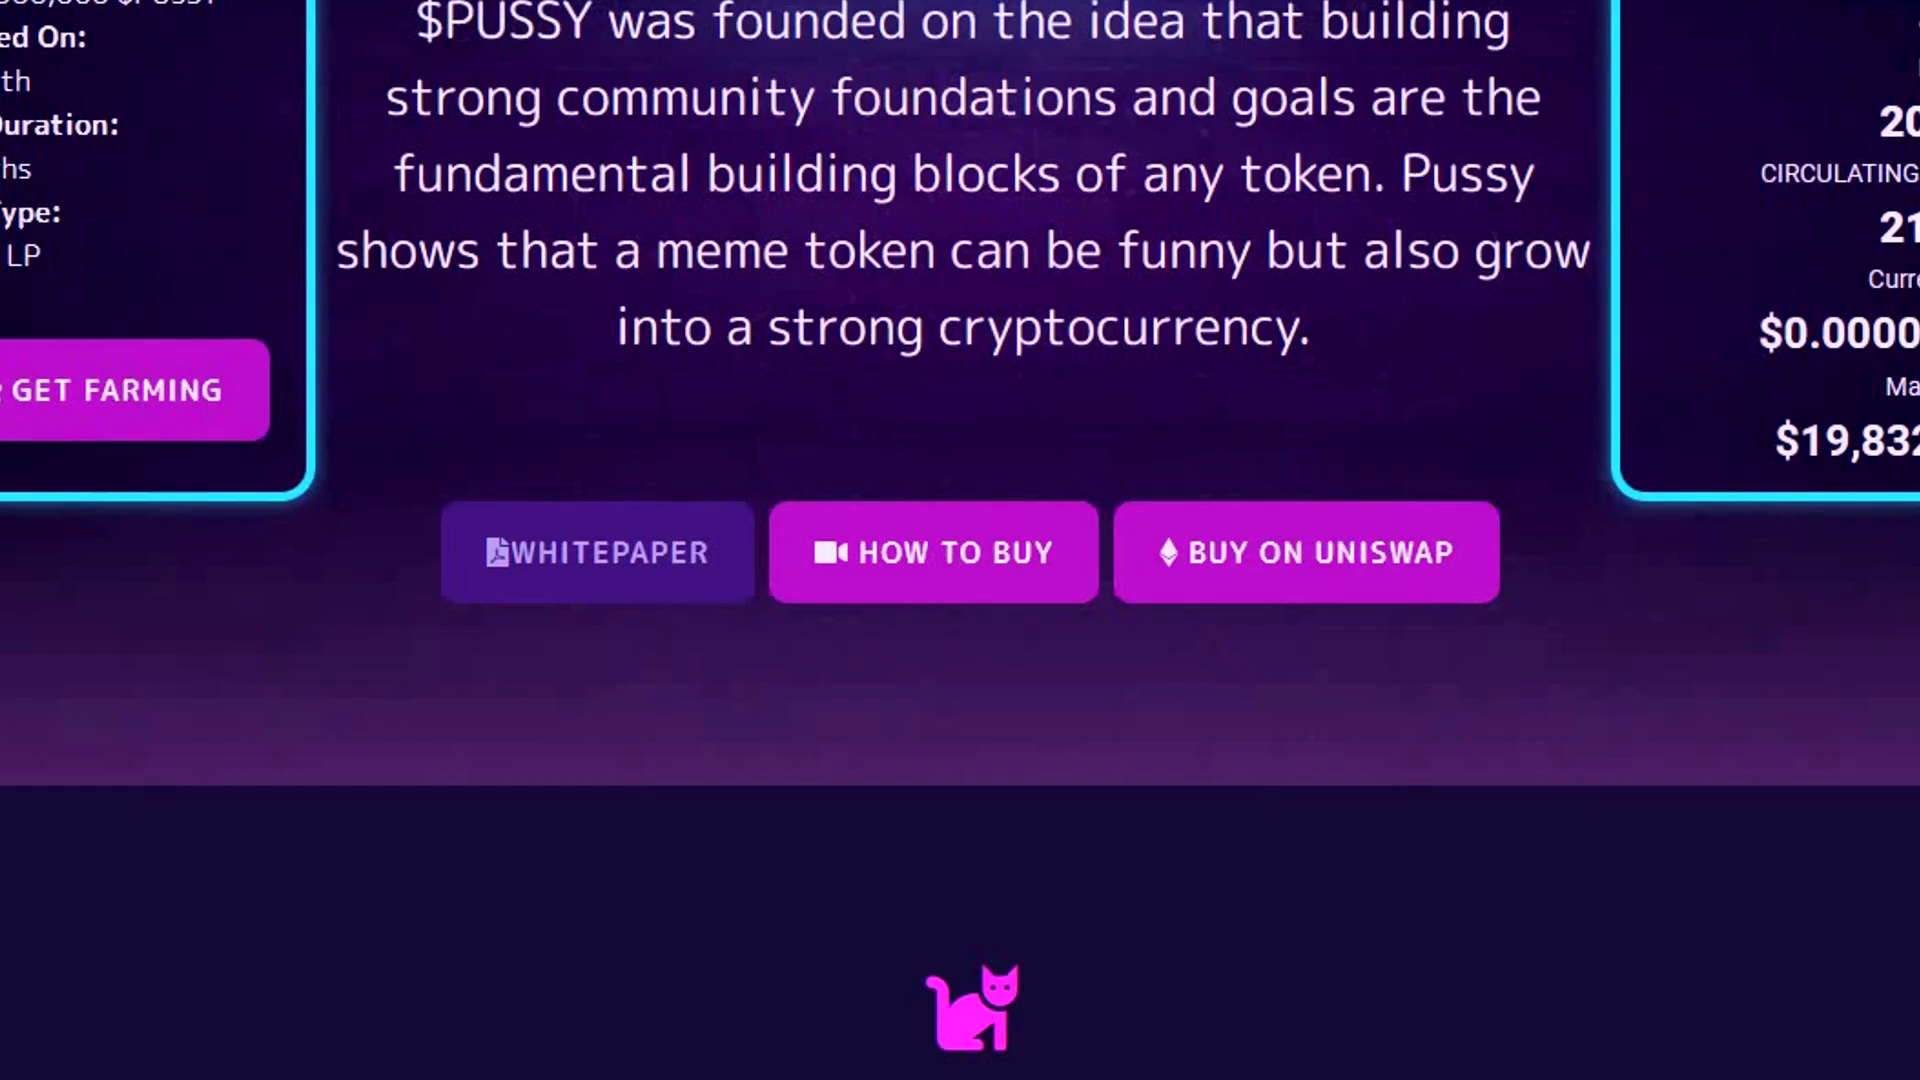 ed On:
th
Duration:
hs
ype:
LP
GET FARMING
$PUSSY was founded on the idea that building
strong community foundations and goals are the
fundamental building blocks of any token. Pussy
shows that a meme token can be funny but also grow
into a strong cryptocurrency.
WHITEPAPER
HOW TO BUY
BUY ON UNISWAP
20
CIRCULATING
21
Curre
$0.0000
Ma
$19,832